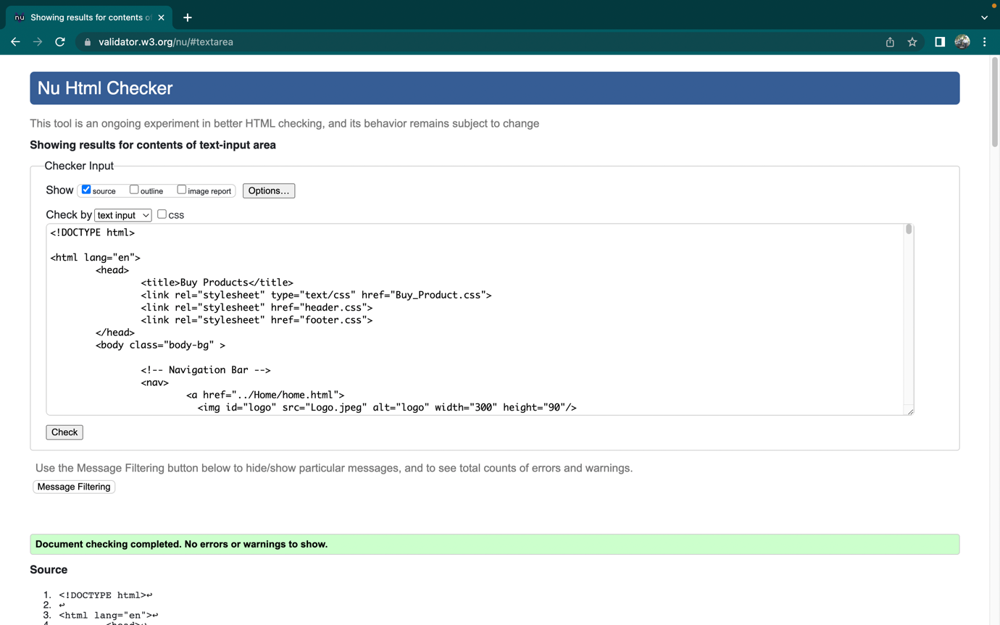 nu Showing results for contents o
validator.w3.org/nu/#textarea
Nu Html Checker
This tool is an ongoing experiment in better HTML checking, and its behavior remains subject to change
Showing results for contents of text-input area
Checker Input
Show source outline image report Options...
Check by text input CSS
<!DOCTYPE html>
<html lang="en">
<head>
<title>Buy Products</title>
<link rel="stylesheet" type="text/css" href="Buy_Product.css">
<link rel="stylesheet" href="header.css">
<link rel="stylesheet" href="footer.css">
</head>
<body class="body-bg" >
<!-- Navigation Bar -->
<nav>
<a href="../Home/home.html">
<img id="logo" src="Logo.jpeg" alt="logo" width="300" height="90"/>
Check
Use the Message Filtering button below to hide/show particular messages, and to see total counts of errors and warnings.
Message Filtering
Document checking completed. No errors or warnings to show.
Source
1. <!DOCTYPE html>↩
2. ↩
3. <html lang="en">↩
4. <head>↩